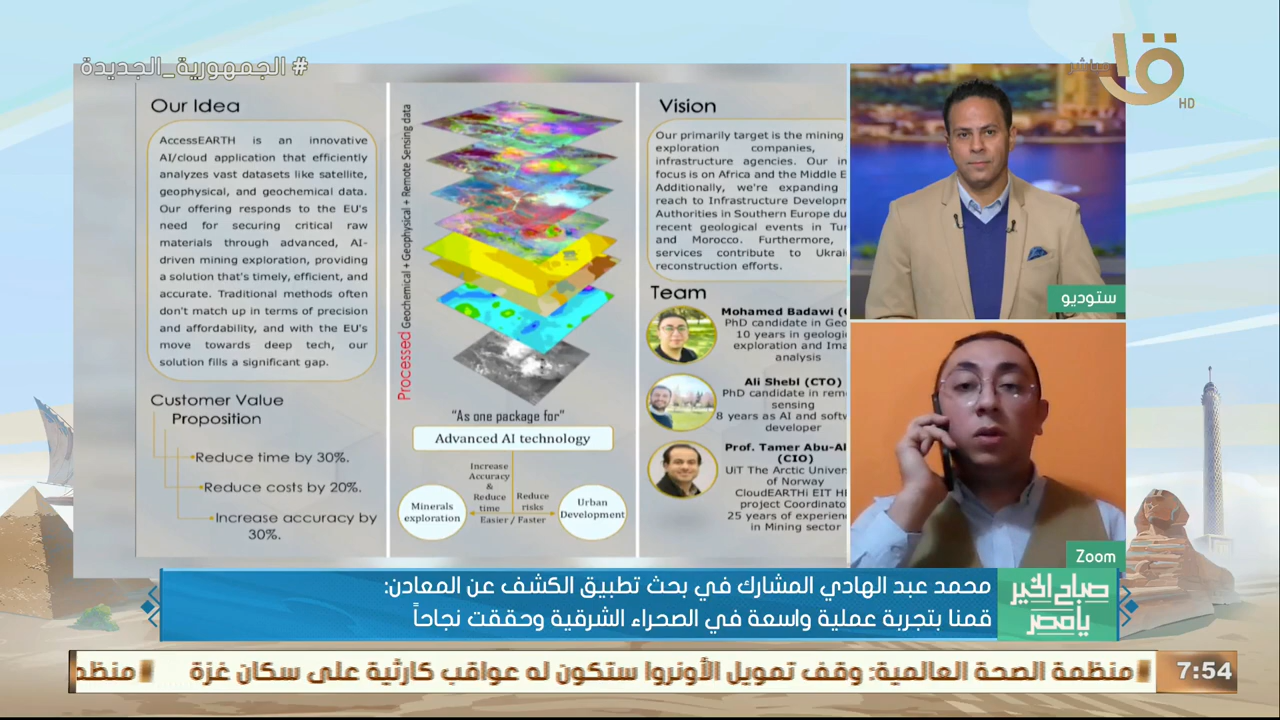 # الجمهورية_الجديدة
مباشر
HD
Our Idea
AccessEARTH is an innovative
AI/cloud application that efficiently
analyzes vast datasets like satellite,
geophysical, and geochemical data.
Our offering responds to the EU's
need for securing critical raw
materials through advanced, AI-
driven mining exploration, providing
a solution that's timely, efficient, and
accurate. Traditional methods often
don't match up in terms of precision
and affordability, and with the EU's
move towards deep tech, our
solution fills a significant gap.
Customer Value
Proposition
Reduce time by 30%.
Reduce costs by 20%.
Increase accuracy by
30%.
Processed Geochemical + Geophysical + Remote Sensing data
"As one package for"
Advanced AI technology
Increase
Accuracy
&
Reduce
time
Reduce
risks
Easier / Faster
Minerals
exploration
Urban
Development
Vision
Our primarily target is the mining
exploration companies,
infrastructure agencies. Our in
focus is on Africa and the Middle E
Additionally, we're expanding
reach to Infrastructure Developm
Authorities in Southern Europe du
recent geological events in Tur
and Morocco. Furthermore,
services contribute to Ukrai
reconstruction efforts.
Team
Mohamed Badawi (
PhD candidate in Geo
10 years in geologi
exploration and Ima
analysis
Ali Shebl (CTO)
PhD candidate in rem
sensing
8 years as AI and softw
developer
Prof. Tamer Abu-Al
(CIO)
UiT The Arctic Univer
of Norway
CloudEARTHi EIT HE
project Coordinato
25 years of experien
in Mining sector
ستوديو
Zoom
صباح الخير
يا مصر
محمد عبد الهادي المشارك في بحث تطبيق الكشف عن المعادن:
قمنا بتجربة عملية واسعة في الصحراء الشرقية وحققت نجاحاً
منظمة الصحة العالمية: وقف تمويل الأونروا ستكون له عواقب كارثية على سكان غزة
منظم
7:54